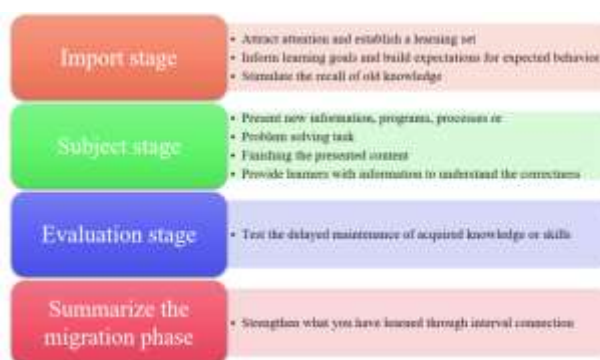 Import stage
• Attract attention and establish a learning set
• Inform learning goals and build expectations for expected behavior
• Stimulate the recall of old knowledge
Subject stage
• Present new information, programs, processes or
• Problem solving task
• Finishing the presented content
• Provide learners with information to understand the correctness
Evaluation stage
• Test the delayed maintenance of acquired knowledge or skills
Summarize the
migration phase
• Strengthen what you have learned through interval connection